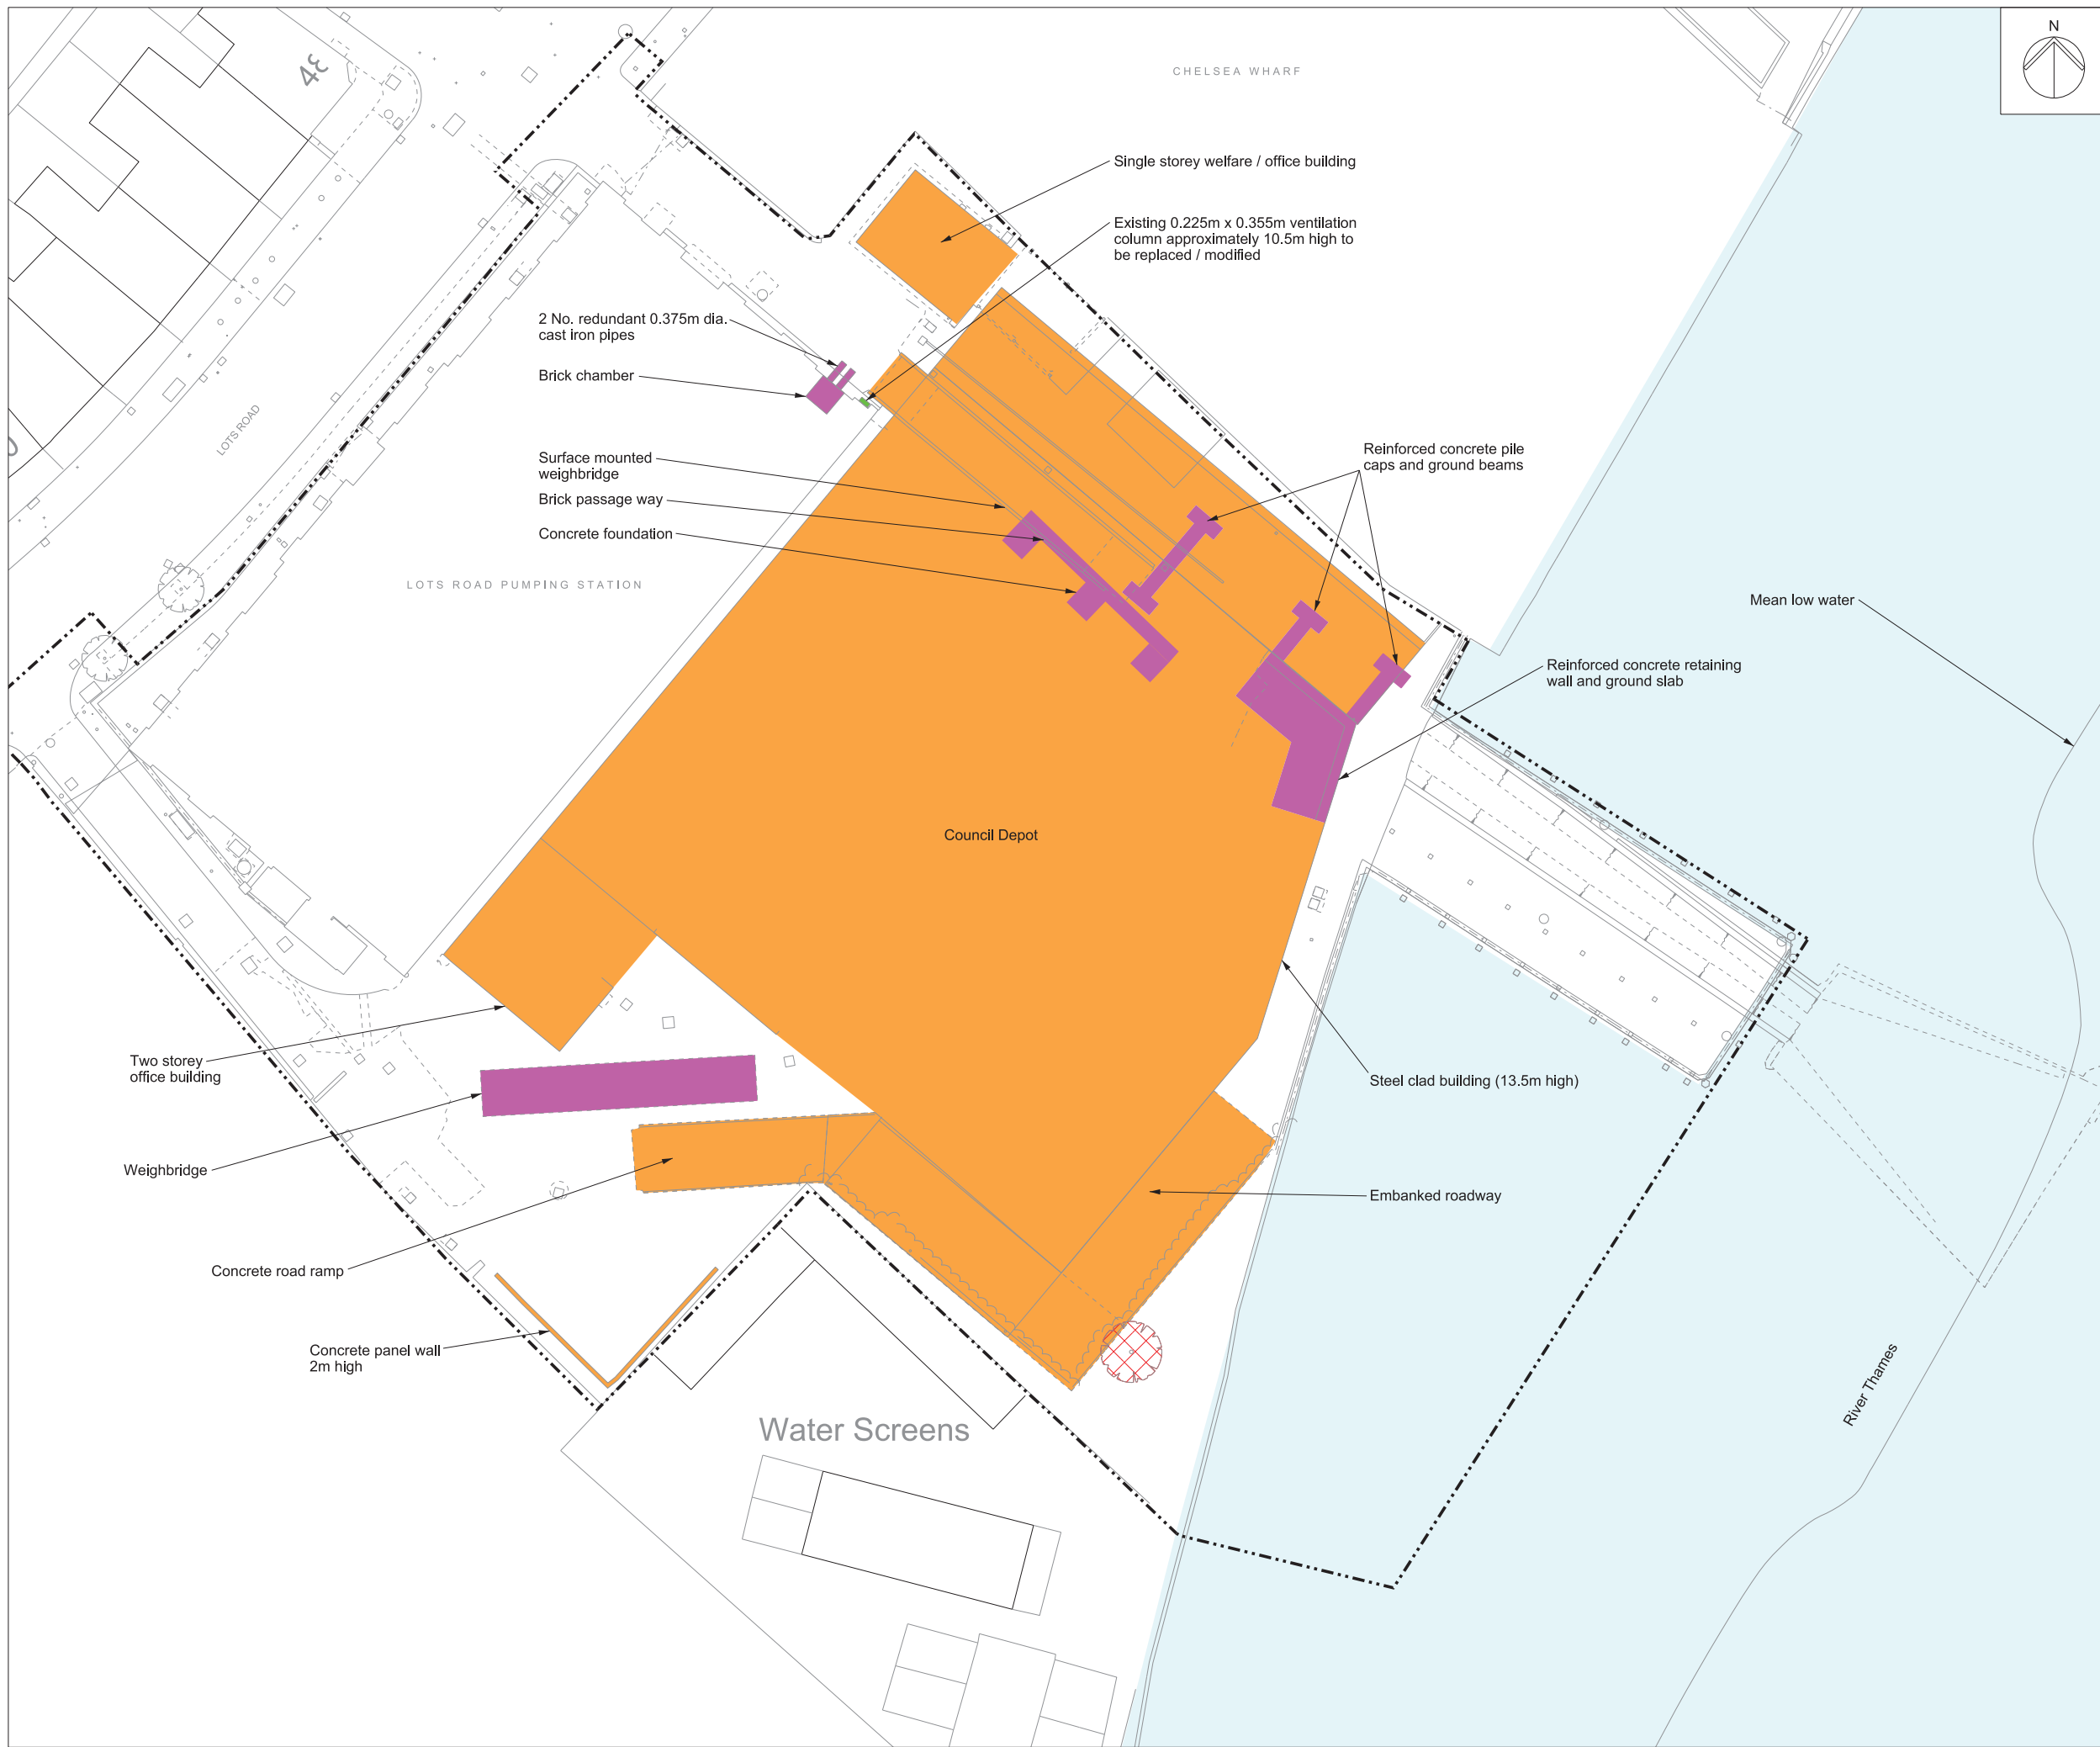 N
CHELSEA WHARF
43
Single storey welfare / office building
Existing 0.225m x 0.355m ventilation
column approximately 10.5m high to
be replaced / modified
2 No. redundant 0.375m dia.
cast iron pipes
Brick chamber
LOTS ROAD
Surface mounted
weighbridge
Brick passage way
Concrete foundation
Reinforced concrete pile
caps and ground beams
LOTS ROAD PUMPING STATION
Mean low water
Reinforced concrete retaining
wall and ground slab
Council Depot
Two storey
office building
Steel clad building (13.5m high)
Weighbridge
Embanked roadway
Concrete road ramp
Concrete panel wall
2m high
River Thames
Water Screens